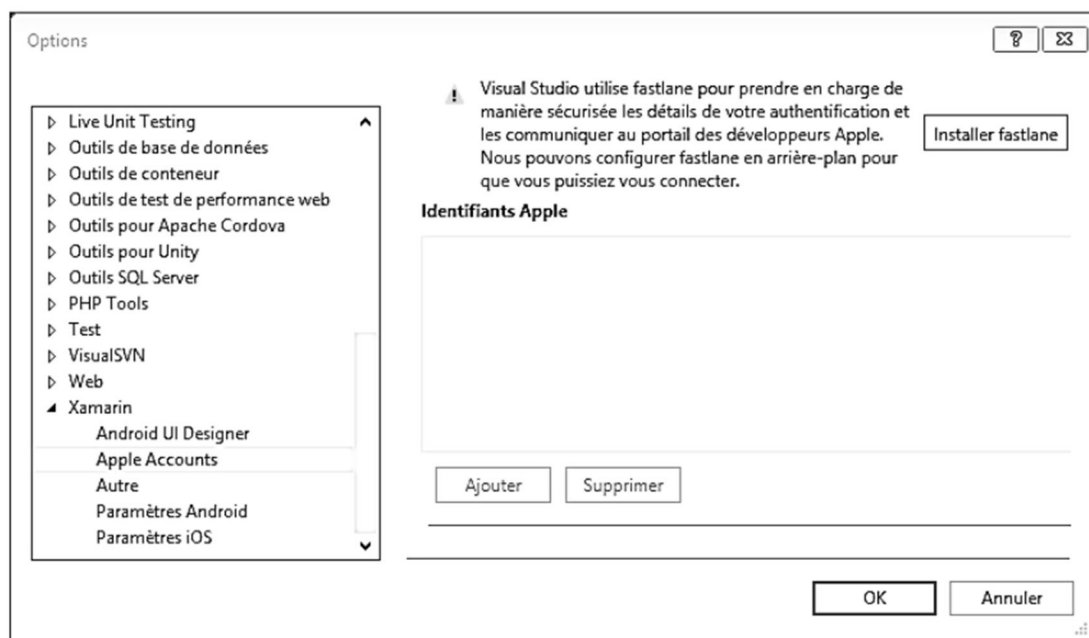 Options
Live Unit Testing
Outils de base de données
Outils de conteneur
Outils de test de performance web
Outils pour Apache Cordova
Outils pour Unity
Outils SQL Server
PHP Tools
Test
VisualSVN
Web
Xamarin
Android UI Designer
Apple Accounts
Autre
Paramètres Android
Paramètres iOS
Visual Studio utilise fastlane pour prendre en charge de
manière sécurisée les détails de votre authentification et
les communiquer au portail des développeurs Apple.
Nous pouvons configurer fastlane en arrière-plan pour
que vous puissiez vous connecter.
Installer fastlane
Identifiants Apple
Ajouter
Supprimer
OK
Annuler